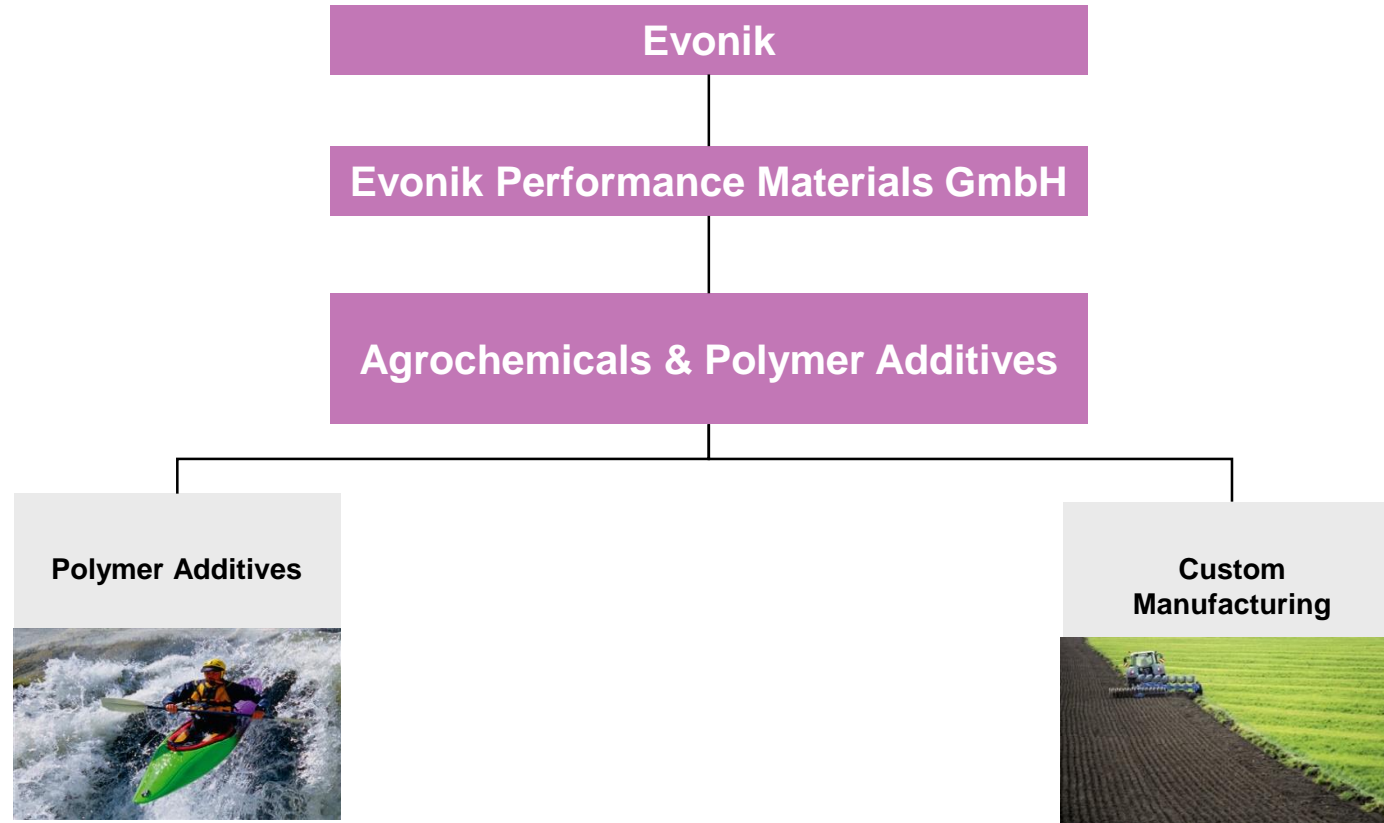 Evonik
Evonik Performance Materials GmbH
Agrochemicals & Polymer Additives
Polymer Additives
Custom
Manufacturing